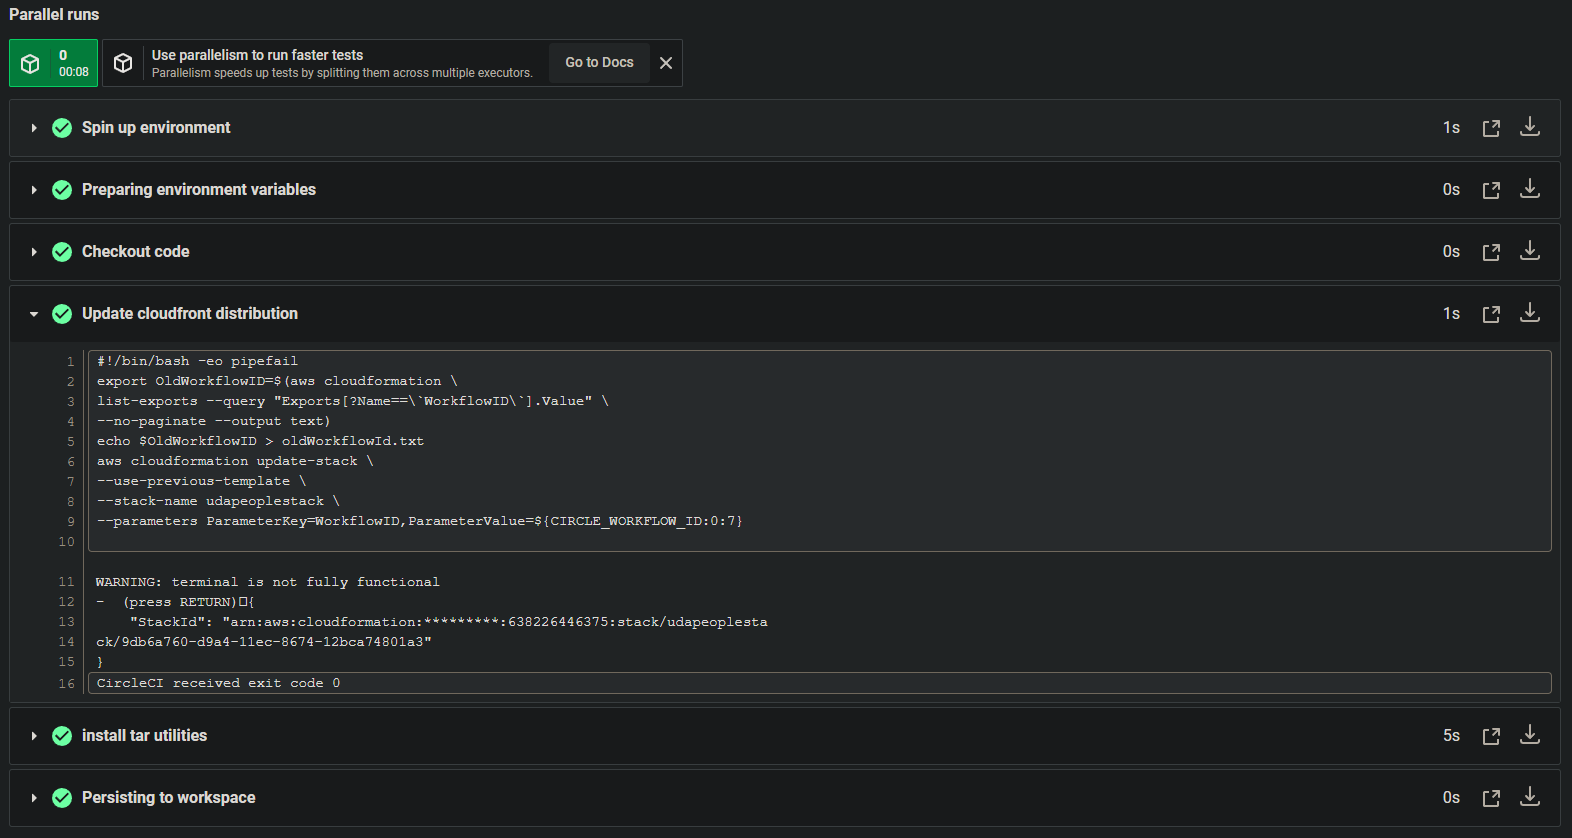 Parallel runs
0
00:08
Use parallelism to run faster tests
Parallelism speeds up tests by splitting them across multiple executors.
Go to Docs
Spin up environment 1s
Preparing environment variables 0s
Checkout code 0s
Update cloudfront distribution 1s
1 #!/bin/bash -eo pipefail
2 export OldWorkflowID=$(aws cloudformation \
3 list-exports --query "Exports[?Name==\`WorkflowID\`].Value" \
4 --no-paginate --output text)
5 echo $OldWorkflowID > oldWorkflowId.txt
6 aws cloudformation update-stack \
7 --use-previous-template \
8 --stack-name udapeoplestack \
9 --parameters ParameterKey=WorkflowID,ParameterValue=${CIRCLE_WORKFLOW_ID:0:7}
10
11 WARNING: terminal is not fully functional
12 -  (press RETURN)▯{
13     "StackId": "arn:aws:cloudformation:*********:638226446375:stack/udapeoplesta
14 ck/9db6a760-d9a4-11ec-8674-12bca74801a3"
15 }
16 CircleCI received exit code 0
install tar utilities 5s
Persisting to workspace 0s